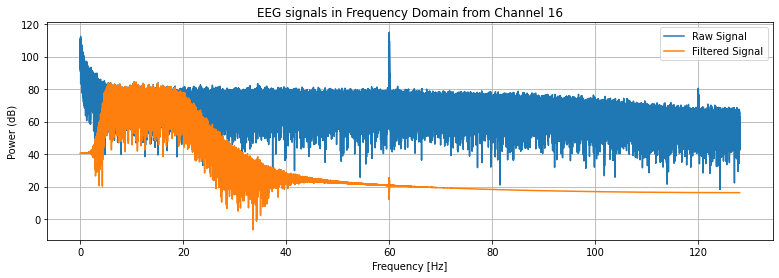 EEG signals in Frequency Domain from Channel 16
Raw Signal
Filtered Signal
Power (dB)
120
100
80
60
40
20
0
0 20 40 60 80 100 120
Frequency [Hz]